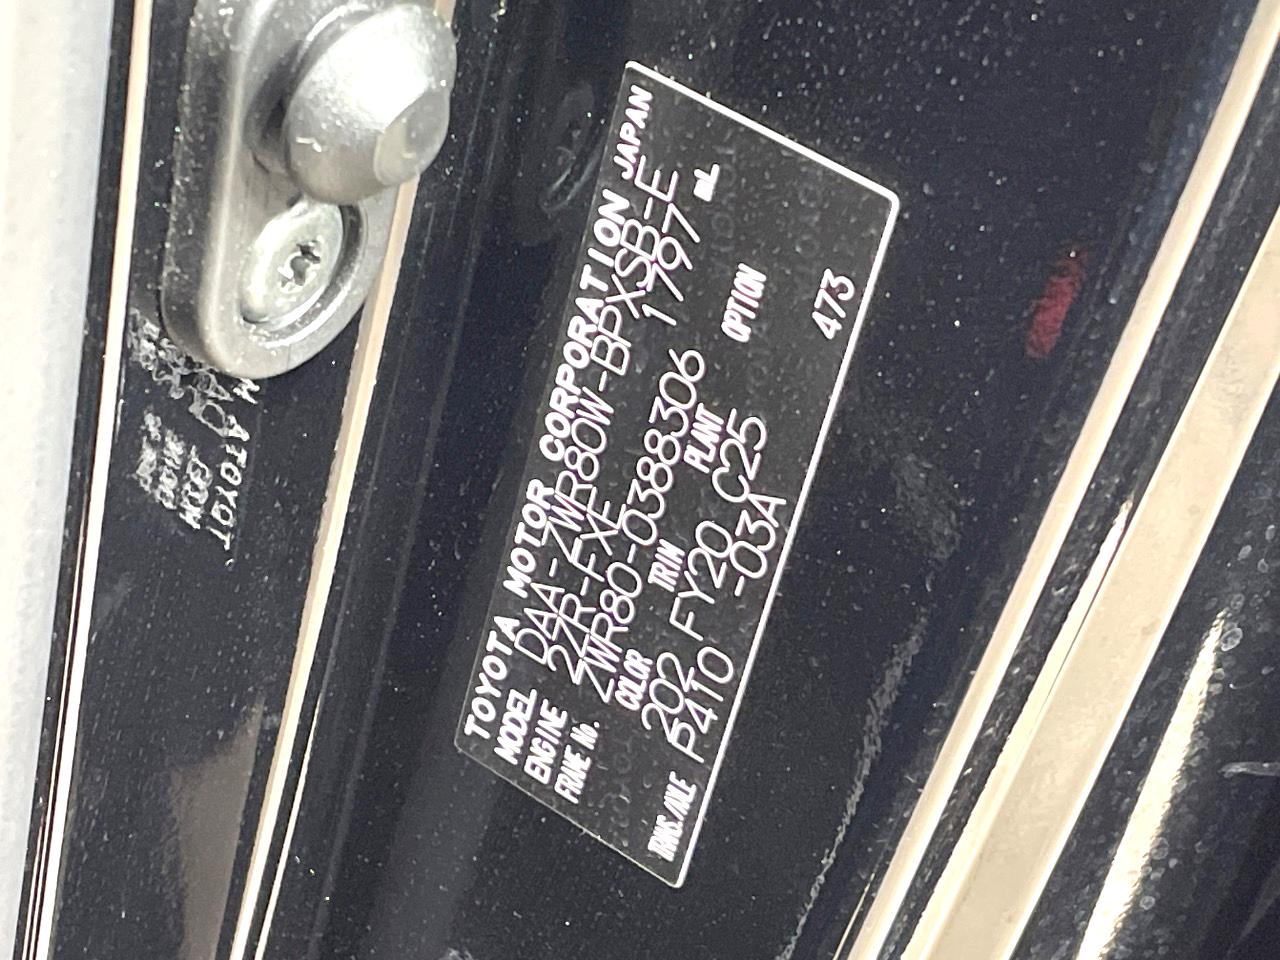 TOYOTA MOTOR CORPORATION JAPAN
MODEL DAA-ZWR80W-BPXSB-E
ENGINE 2ZR-FXE 1797 mL
FRAME No. ZWR80-0388306
COLOR TRIM PLANT OPTION
202 FY20 C25
TRANS./AXLE P410 -03A 473